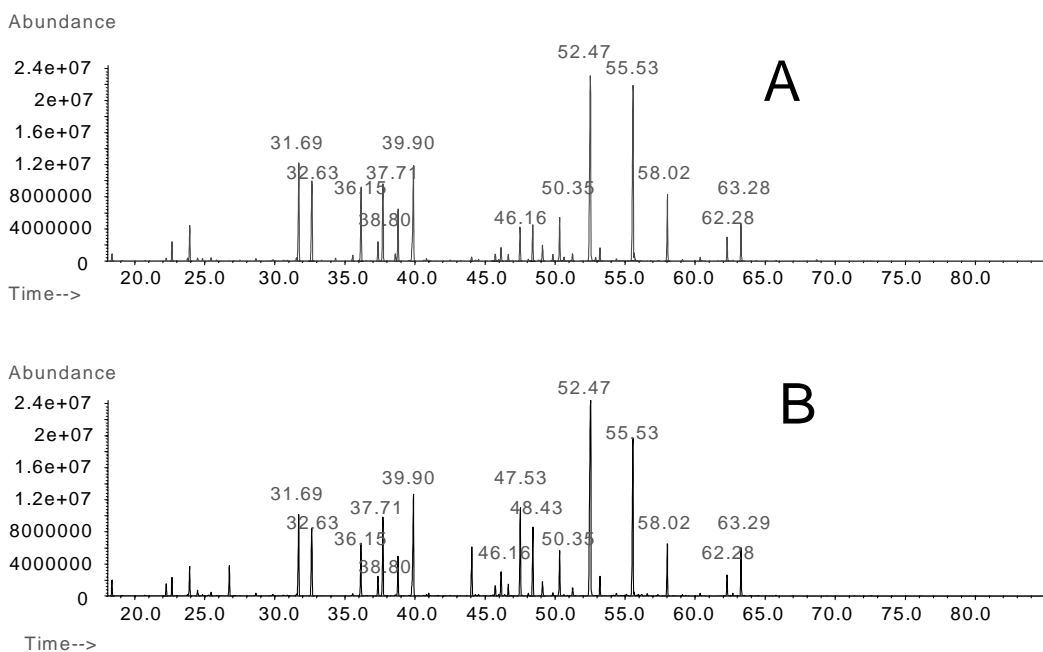 Abundance
52.47
2.4e+07
55.53
A
2e+07
1.6e+07
31.69
39.90
1.2e+07
32.63
37.71
58.02
8000000
36.15
50.35
63.28
4000000
38.80
46.16
62.28
0
20.0 25.0 30.0 35.0 40.0 45.0 50.0 55.0 60.0 65.0 70.0 75.0 80.0
Time-->
Abundance
52.47
2.4e+07
B
2e+07
55.53
1.6e+07
31.69
39.90
47.53
1.2e+07
32.63
37.71
48.43
58.02
63.29
8000000
36.15
50.35
4000000
38.80
46.16
62.28
0
20.0 25.0 30.0 35.0 40.0 45.0 50.0 55.0 60.0 65.0 70.0 75.0 80.0
Time-->